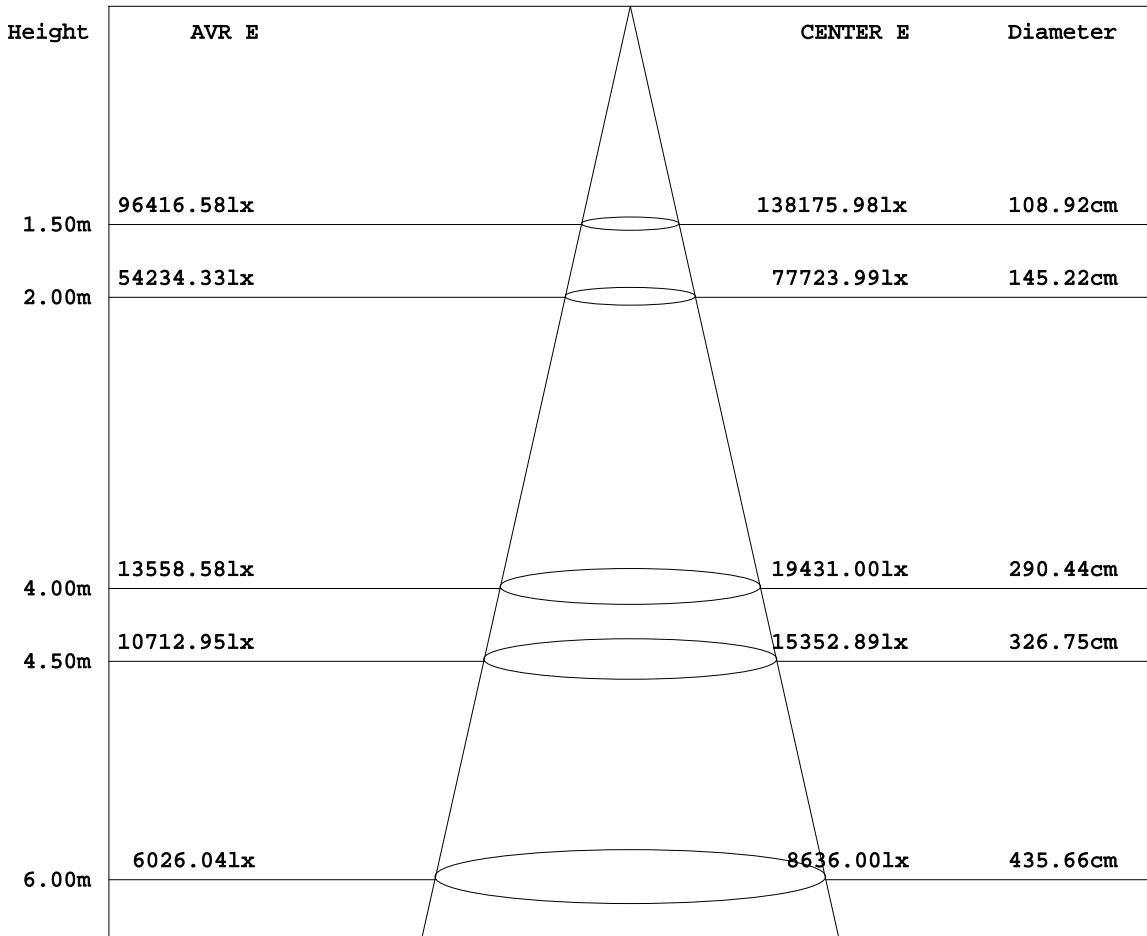 Height AVR E CENTER E Diameter
96416.58lx 138175.98lx 108.92cm
1.50m
54234.33lx 77723.99lx 145.22cm
2.00m
13558.58lx 19431.00lx 290.44cm
4.00m
10712.95lx 15352.89lx 326.75cm
4.50m
6026.04lx 8636.00lx 435.66cm
6.00m